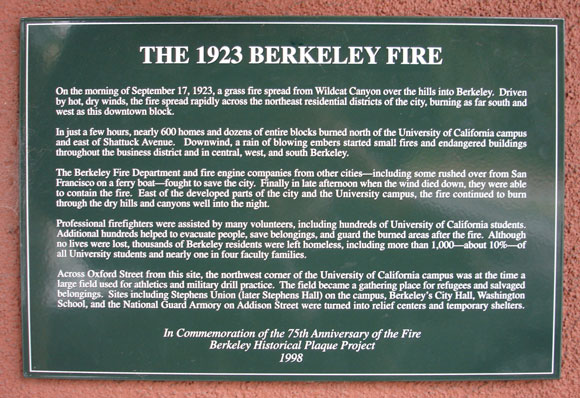 THE 1923 BERKELEY FIRE
On the morning of September 17, 1923, a grass fire spread from Wildcat Canyon over the hills into Berkeley. Driven
by hot, dry winds, the fire spread rapidly across the northeast residential districts of the city, burning as far south and
west as this downtown block.
In just a few hours, nearly 600 homes and dozens of entire blocks burned north of the University of California campus
and east of Shattuck Avenue. Downwind, a rain of blowing embers started small fires and endangered buildings
throughout the business district and in central, west, and south Berkeley.
The Berkeley Fire Department and fire engine companies from other cities—including some rushed over from San
Francisco on a ferry boat—fought to save the city. Finally in late afternoon when the wind died down, they were able
to contain the fire. East of the developed parts of the city and the University campus, the fire continued to burn
through the dry hills and canyons well into the night.
Professional firefighters were assisted by many volunteers, including hundreds of University of California students.
Additional hundreds helped to evacuate people, save belongings, and guard the burned areas after the fire. Although
no lives were lost, thousands of Berkeley residents were left homeless, including more than 1,000—about 10%—of
all University students and nearly one in four faculty families.
Across Oxford Street from this site, the northwest corner of the University of California campus was at the time a
large field used for athletics and military drill practice. The field became a gathering place for refugees and salvaged
belongings. Sites including Stephens Union (later Stephens Hall) on the campus, Berkeley's City Hall, Washington
School, and the National Guard Armory on Addison Street were turned into relief centers and temporary shelters.
In Commemoration of the 75th Anniversary of the Fire
Berkeley Historical Plaque Project
1998